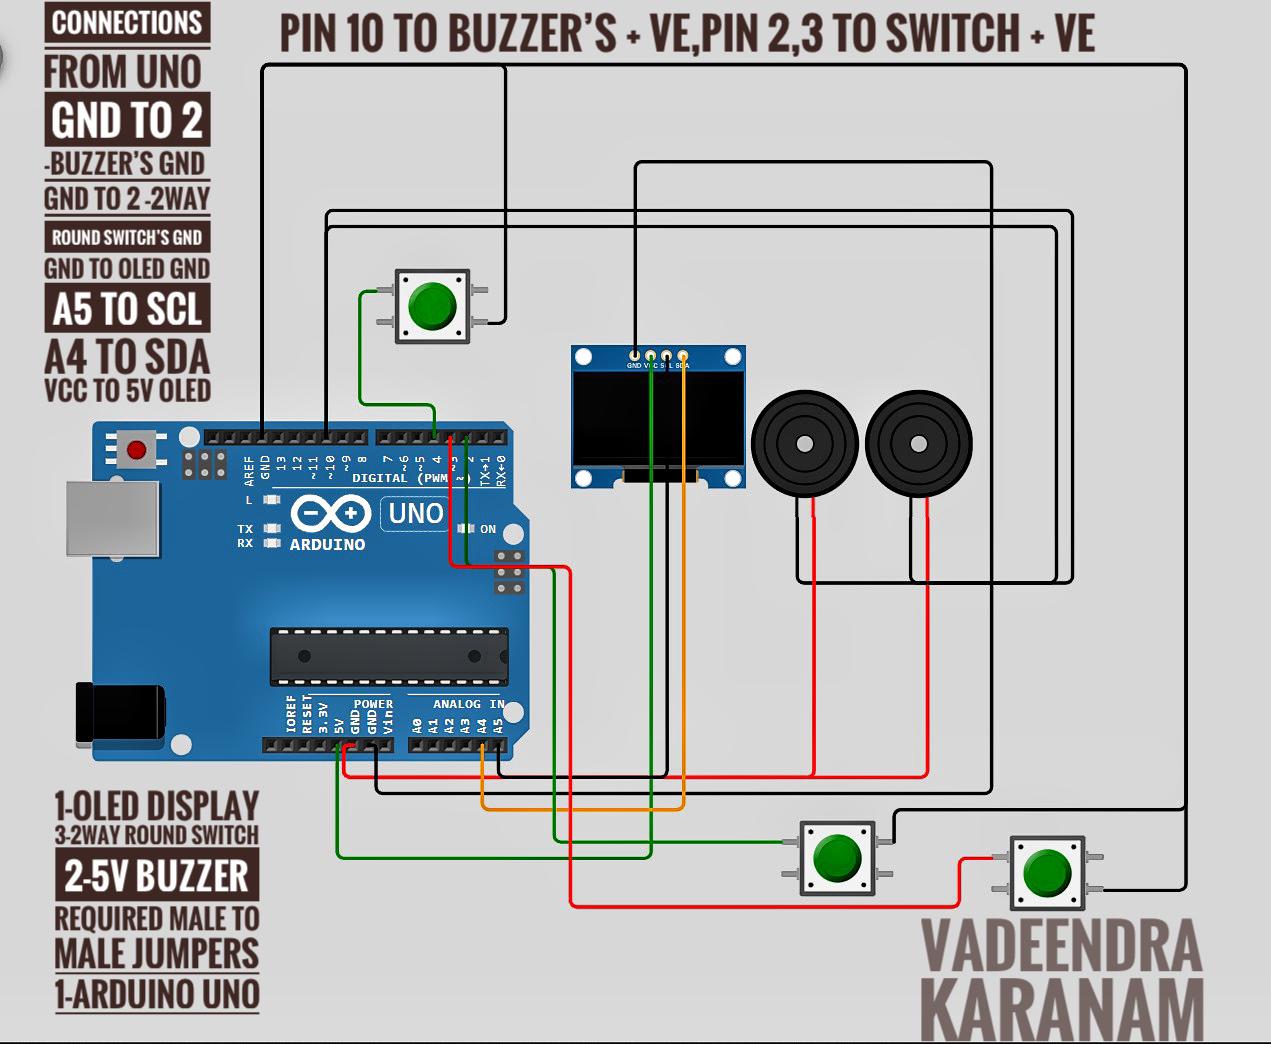 CONNECTIONS
PIN 10 TO BUZZER'S + VE,PIN 2,3 TO SWITCH + VE
FROM UNO
GND TO 2
-BUZZER'S GND
GND TO 2 -2WAY
ROUND SWITCH'S GND
GND TO OLED GND
A5 TO SCL
A4 TO SDA
VCC TO 5V OLED
GND VCC SCL SDA
AREF GND 13 12 ~11 ~10 ~9 8 7 ~6 ~5 4 ~3 2 TX→1 RX←0
DIGITAL (PWM ~)
L
UNO
TX
ON
RX
ARDUINO
POWER
ANALOG IN
IOREF RESET 3.3V 5V GND GND Vin A0 A1 A2 A3 A4 A5
1-OLED DISPLAY
3-2WAY ROUND SWITCH
2-5V BUZZER
REQUIRED MALE TO
MALE JUMPERS
1-ARDUINO UNO
VADEENDRA
KARANAM